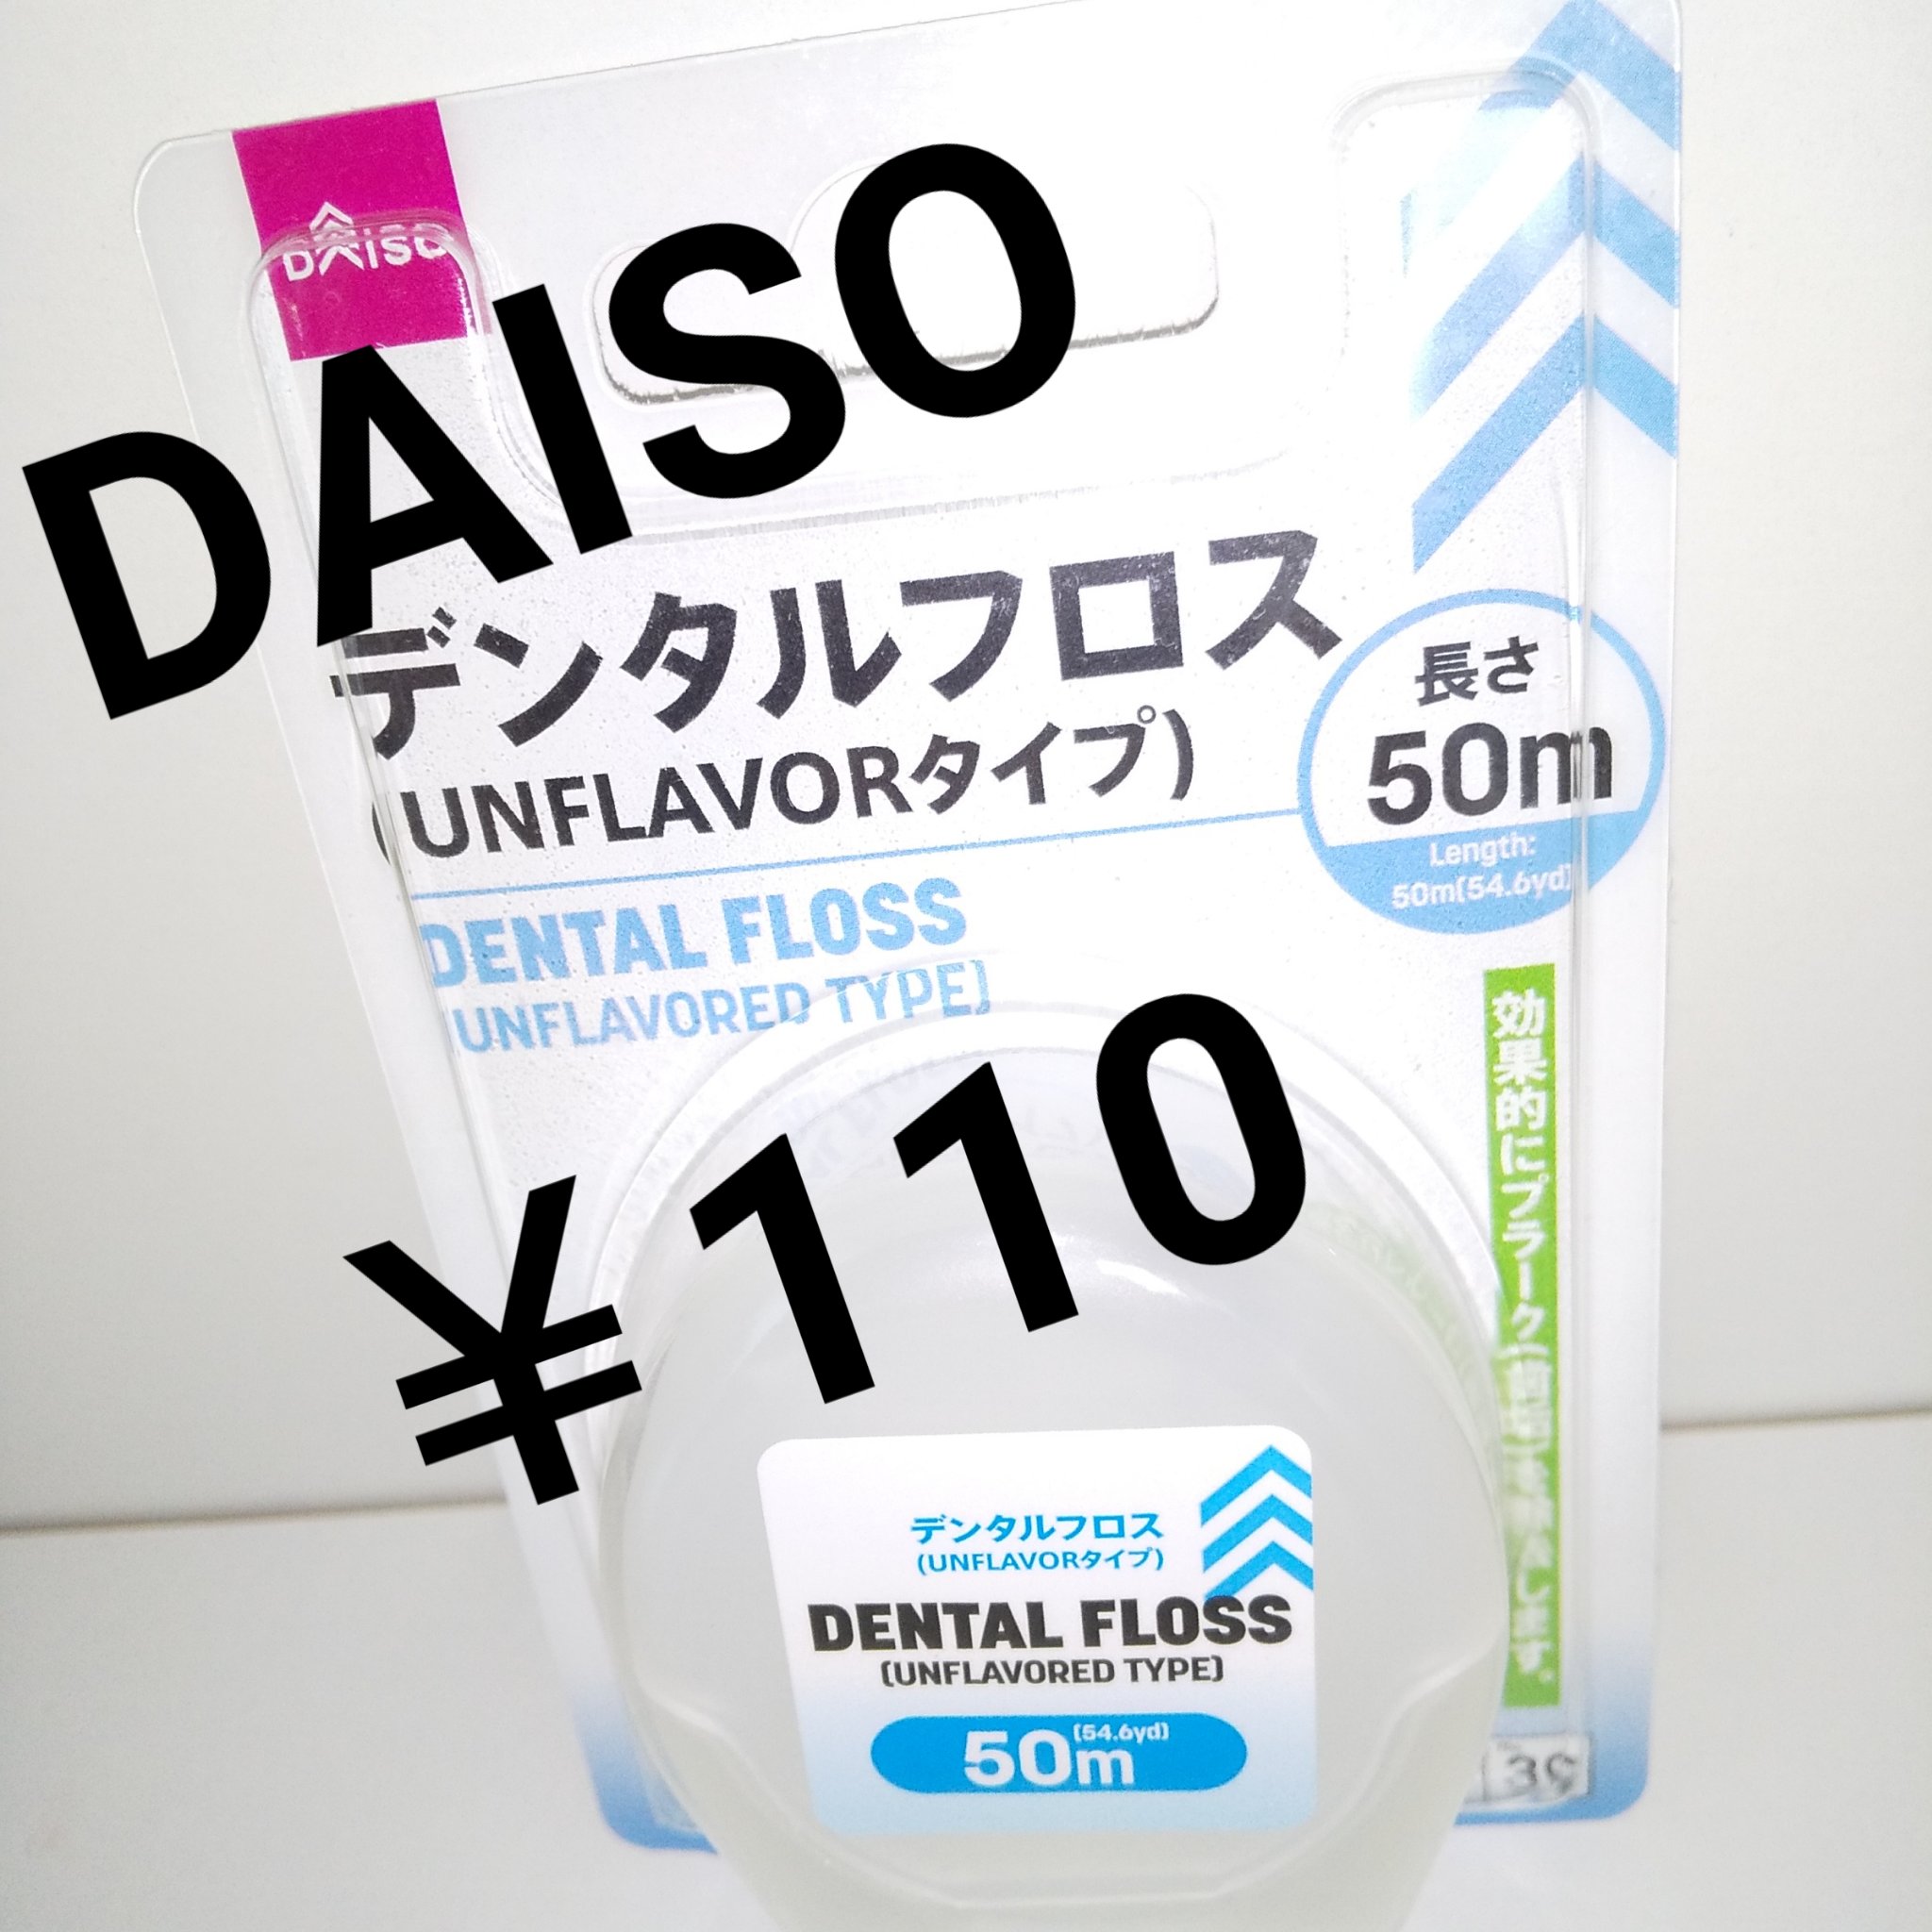 DAISO
DAISO
デンタルフロス
(UNFLAVORタイプ)
長さ
50m
Length:
50m(54.6yd)
DENTAL FLOSS
(UNFLAVORED TYPE)
効果的にプラーク
￥110
デンタルフロス
(UNFLAVORタイプ)
DENTAL FLOSS
(UNFLAVORED TYPE)
50m
(54.6yd)